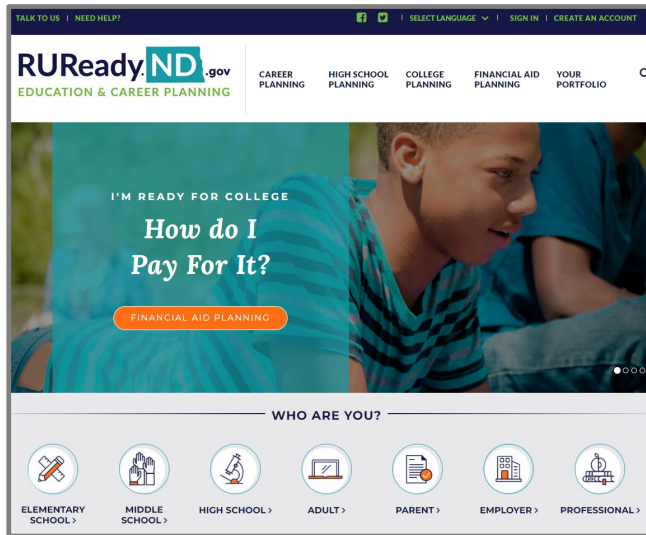 TALK TO US | NEED HELP?
SELECT LANGUAGE | SIGN IN | CREATE AN ACCOUNT
RUReady.ND.gov
EDUCATION & CAREER PLANNING
CAREER PLANNING
HIGH SCHOOL PLANNING
COLLEGE PLANNING
FINANCIAL AID PLANNING
YOUR PORTFOLIO
I'M READY FOR COLLEGE
How do I
Pay For It?
FINANCIAL AID PLANNING
WHO ARE YOU?
ELEMENTARY SCHOOL >
MIDDLE SCHOOL >
HIGH SCHOOL >
ADULT >
PARENT >
EMPLOYER >
PROFESSIONAL >